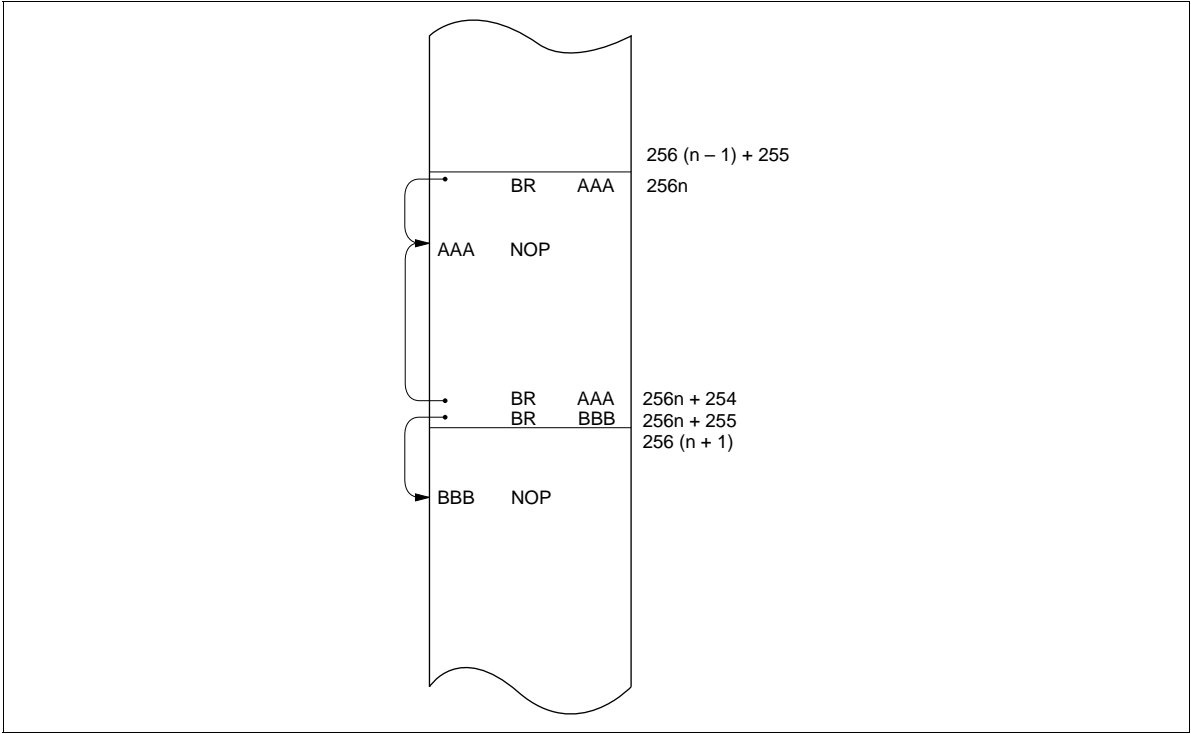 256 (n – 1) + 255
BR AAA 256n
AAA NOP
BR AAA 256n + 254
BR BBB 256n + 255
256 (n + 1)
BBB NOP